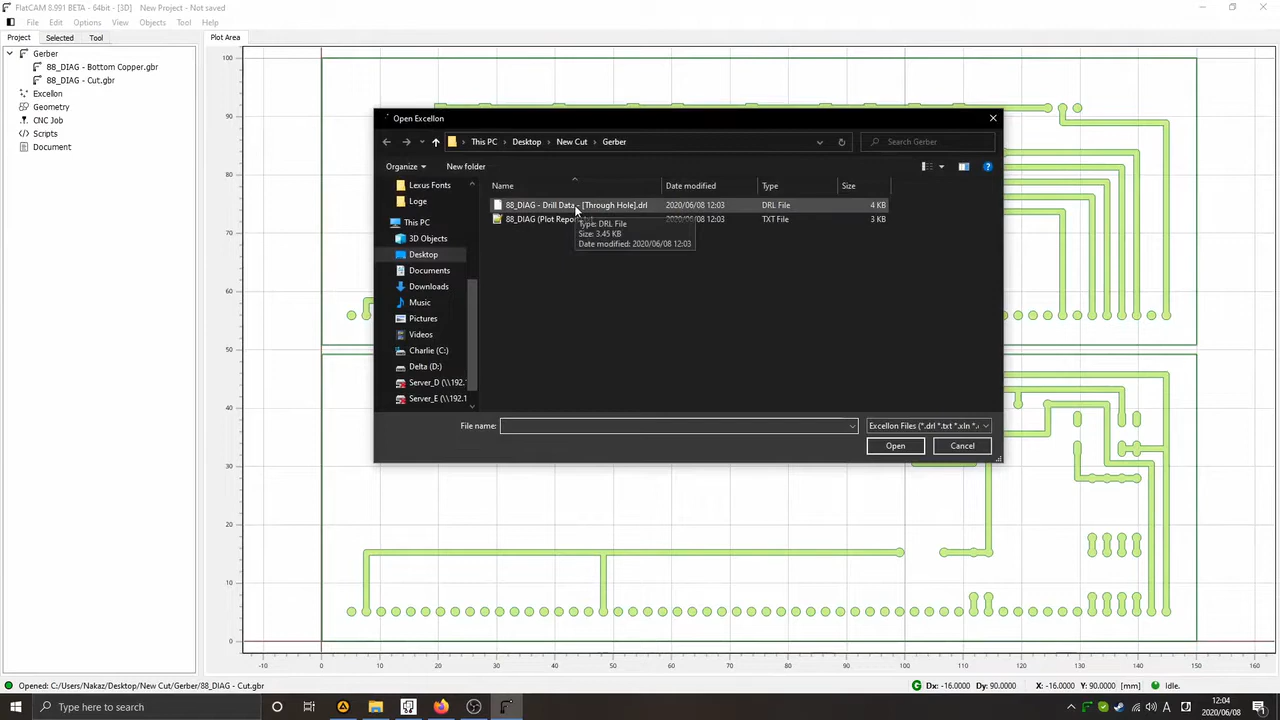 FlatCAM 8.991 BETA - 64bit - [3D]    New Project - Not saved
File Edit Options View Objects Tool Help
Project Selected Tool
Plot Area
Gerber
88_DIAG - Bottom Copper.gbr
88_DIAG - Cut.gbr
Excellon
Geometry
CNC Job
Scripts
Document
100
90
80
70
60
50
40
30
20
10
0
-10 0 10 20 30 40 50 60 70 80 90 100 110 120 130 140 150 160
Open Excellon
This PC > Desktop > New Cut > Gerber
Search Gerber
Organize New folder
Name Date modified Type Size
88_DIAG - Drill Data - [Through Hole].drl 2020/06/08 12:03 DRL File 4 KB
88_DIAG (Plot Repor 2020/06/08 12:03 TXT File 3 KB
Type: DRL File
Size: 3.45 KB
Date modified: 2020/06/08 12:03
Lexus Fonts
Loge
This PC
3D Objects
Desktop
Documents
Downloads
Music
Pictures
Videos
Charlie (C:)
Delta (D:)
Server_D (\\192.1
Server_E (\\192.1
File name:
Excellon Files (*.drl *.txt *.xln *.
Open Cancel
Opened: C:/Users/Nakaz/Desktop/New Cut/Gerber/88_DIAG - Cut.gbr
Dx: -16.0000 Dy: 90.0000 X: -16.0000 Y: 90.0000 [mm] Idle.
Type here to search
A
12:04
2020/06/08